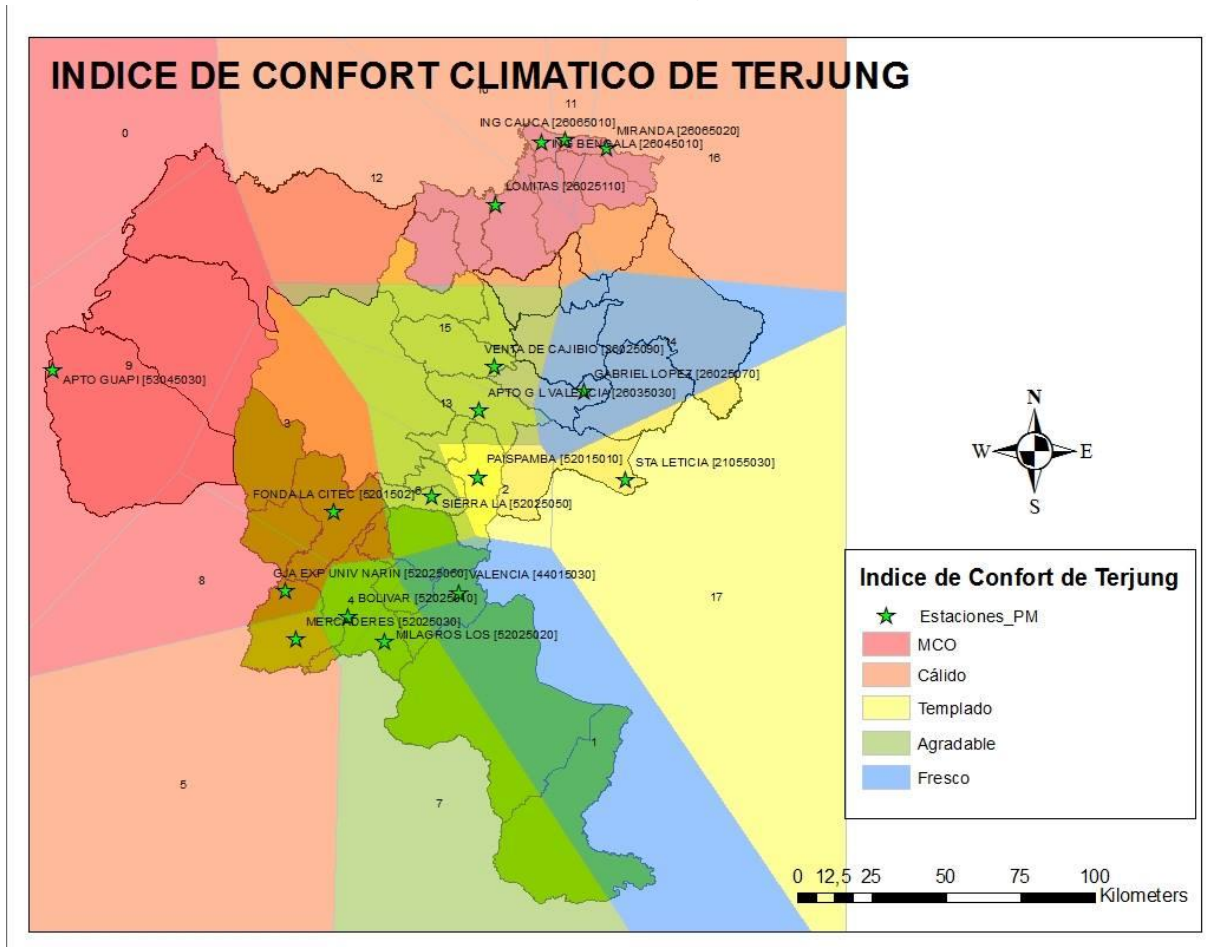 INDICE DE CONFORT CLIMATICO DE TERJUNG
10
11
ING CAUCA [26065010]
0
MIRANDA [26065020]
ING BENGALA [26045010]
16
12
LOMITAS [26025110]
15
14
VENTA DE CAJIBIO [26025090]
9
GABRIEL LOPEZ [26025070]
APTO GUAPI [53045030]
APTO G L VALENCIA [26035030]
13
3
PAISPAMBA [52015010]
STA LETICIA [21055030]
2
FONDA LA CITEC [5201502]
6
SIERRA LA [52025050]
N
W
E
S
GJA EXP UNIV NARIN [52025060]
VALENCIA [44015030]
8
4
BOLIVAR [52025010]
17
MERCADERES [52025030]
MILAGROS LOS [52025020]
1
5
7
Indice de Confort de Terjung
Estaciones_PM
MCO
Cálido
Templado
Agradable
Fresco
0 12,5 25 50 75 100
Kilometers